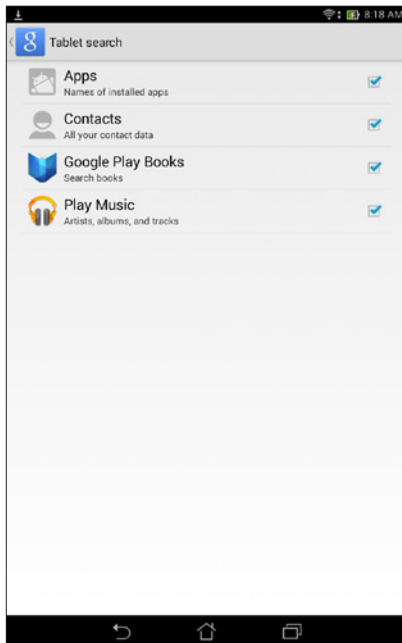 8:18 AM
Tablet search
Apps
Names of installed apps
Contacts
All your contact data
Google Play Books
Search books
Play Music
Artists, albums, and tracks